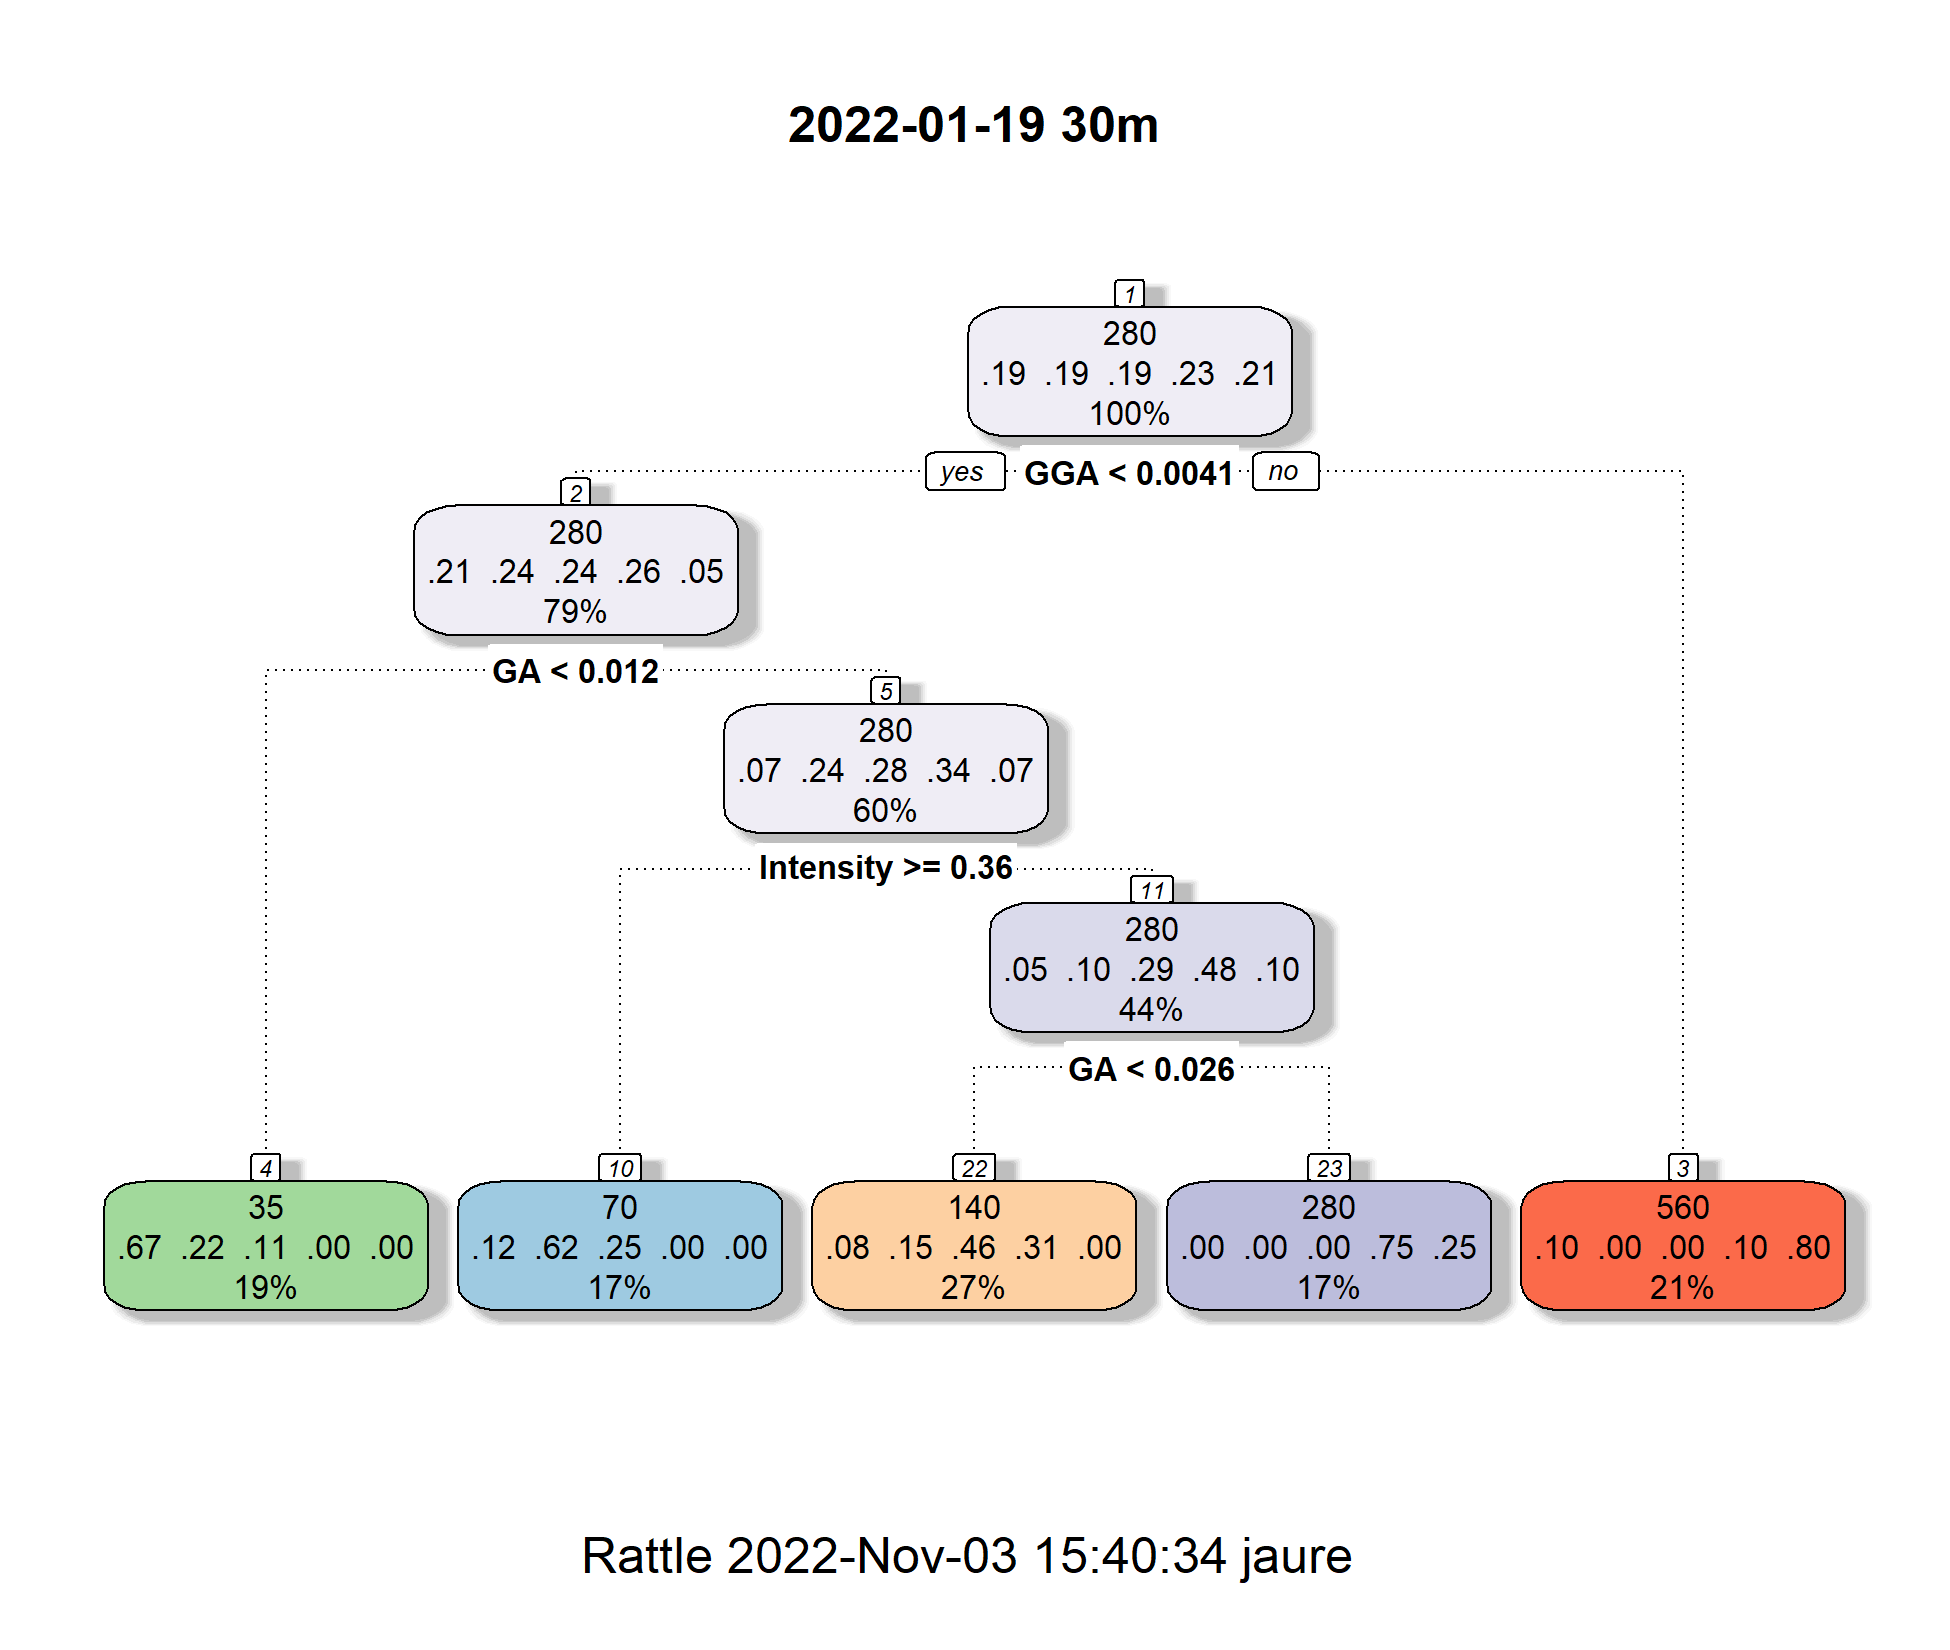 2022-01-19 30m
1
280
.19 .19 .19 .23 .21
100%
yes GGA < 0.0041 no
2
280
.21 .24 .24 .26 .05
79%
GA < 0.012
5
280
.07 .24 .28 .34 .07
60%
Intensity >= 0.36
11
280
.05 .10 .29 .48 .10
44%
GA < 0.026
4
35
.67 .22 .11 .00 .00
19%
10
70
.12 .62 .25 .00 .00
17%
22
140
.08 .15 .46 .31 .00
27%
23
280
.00 .00 .00 .75 .25
17%
3
560
.10 .00 .00 .10 .80
21%
Rattle 2022-Nov-03 15:40:34 jaure